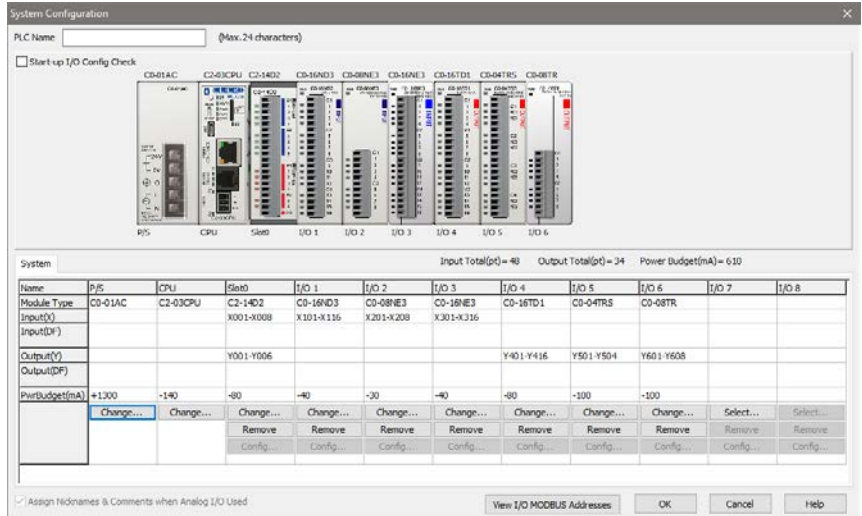 System Configuration
PLC Name (Max. 24 characters)
Start-up I/O Config Check
C0-01AC C2-03CPU C2-14D2 C0-16ND3 C0-08NE3 C0-16NE3 C0-16TD1 C0-04TRS C0-08TR
P/S CPU Slot0 I/O 1 I/O 2 I/O 3 I/O 4 I/O 5 I/O 6
System Input Total(pt)= 48 Output Total(pt)= 34 Power Budget(mA)= 610
Name P/S CPU Slot0 I/O 1 I/O 2 I/O 3 I/O 4 I/O 5 I/O 6 I/O 7 I/O 8
Module Type C0-01AC C2-03CPU C2-14D2 C0-16ND3 C0-08NE3 C0-16NE3 C0-16TD1 C0-04TRS C0-08TR
Input(X) X001-X008 X101-X116 X201-X208 X301-X316
Input(DF)
Output(Y) Y001-Y006 Y401-Y416 Y501-Y504 Y601-Y608
Output(DF)
PwrBudget(mA) +1300 -140 -80 -40 -30 -40 -80 -100 -100
Change... Change... Change... Change... Change... Change... Change... Change... Change... Select... Select...
Remove Remove Remove Remove Remove Remove Remove Remove Remove
Config... Config... Config... Config... Config... Config... Config... Config... Config...
Assign Nicknames & Comments when Analog I/O Used View I/O MODBUS Addresses OK Cancel Help